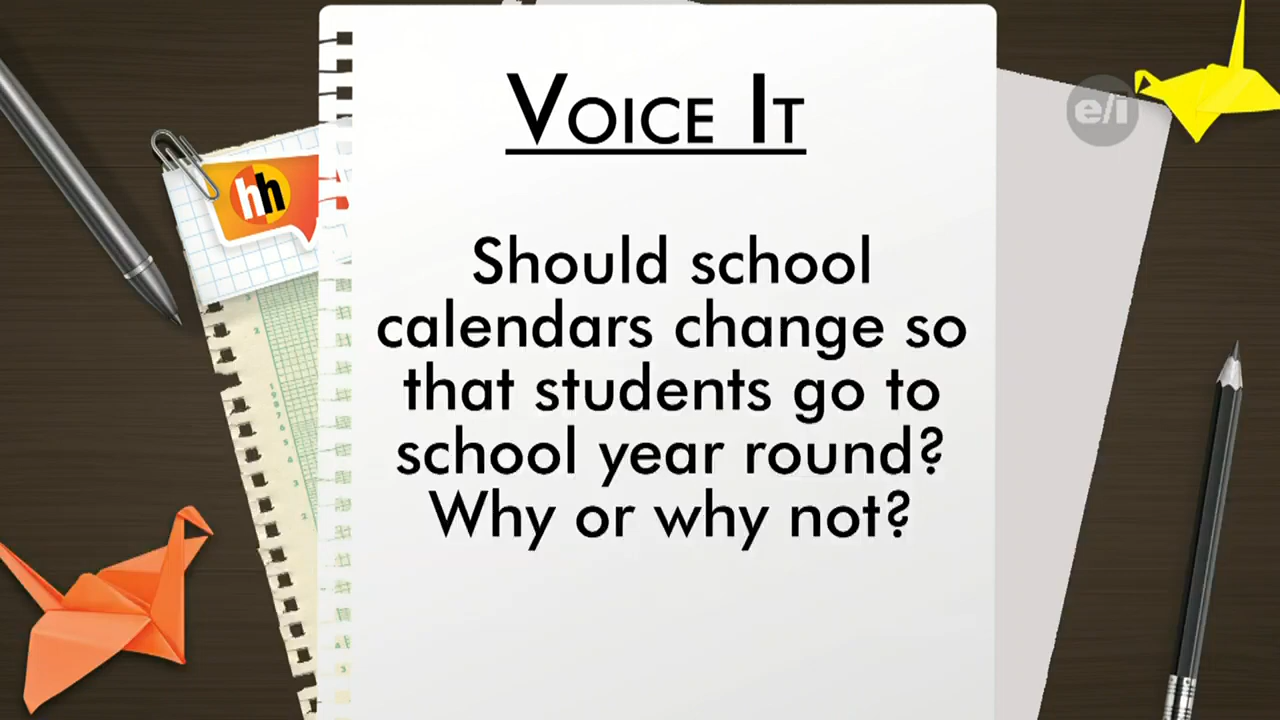 Voice It
e/i
hh
Should school
calendars change so
that students go to
school year round?
Why or why not?